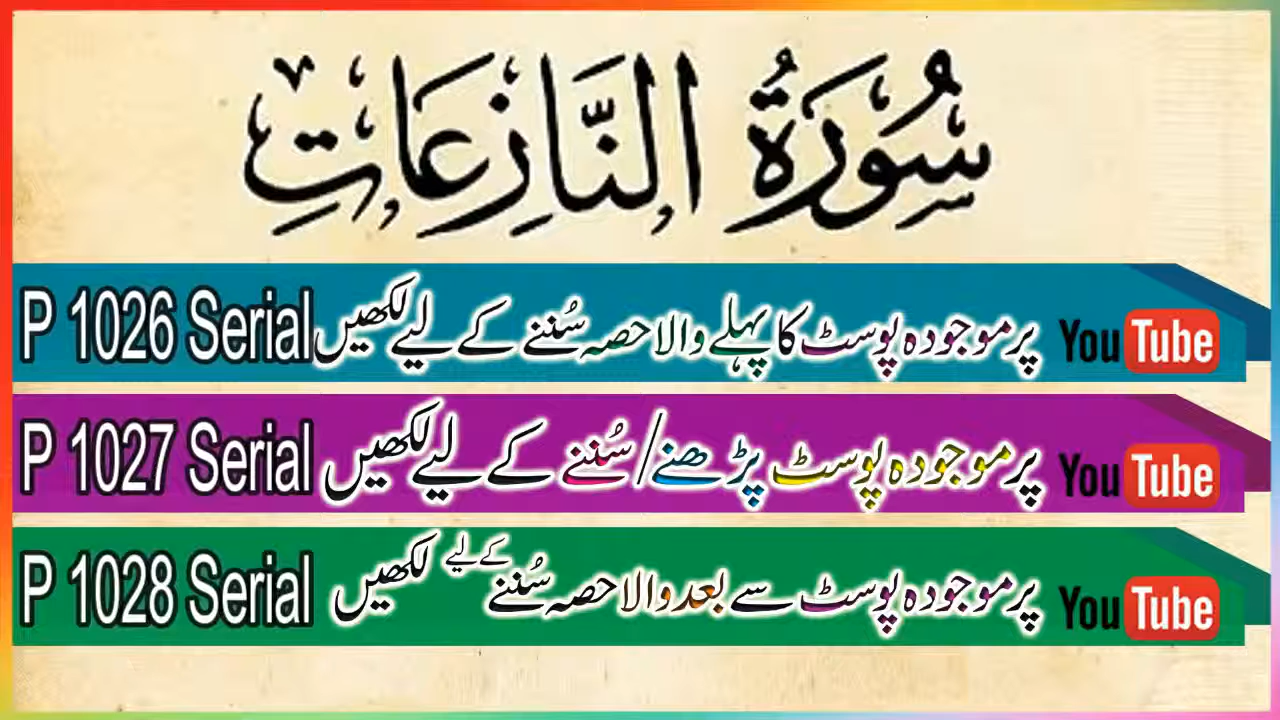 سُوْرَةُ النَّازِعَاتِ
YouTube پر موجودہ پوسٹ کا پہلے والا حصہ سُننے کے لیے لکھیں P 1026 Serial
YouTube پر موجودہ پوسٹ پڑھنے/سُننے کے لیے لکھیں P 1027 Serial
YouTube پر موجودہ پوسٹ سے بعد والا حصہ سُننے کے لیے لکھیں P 1028 Serial